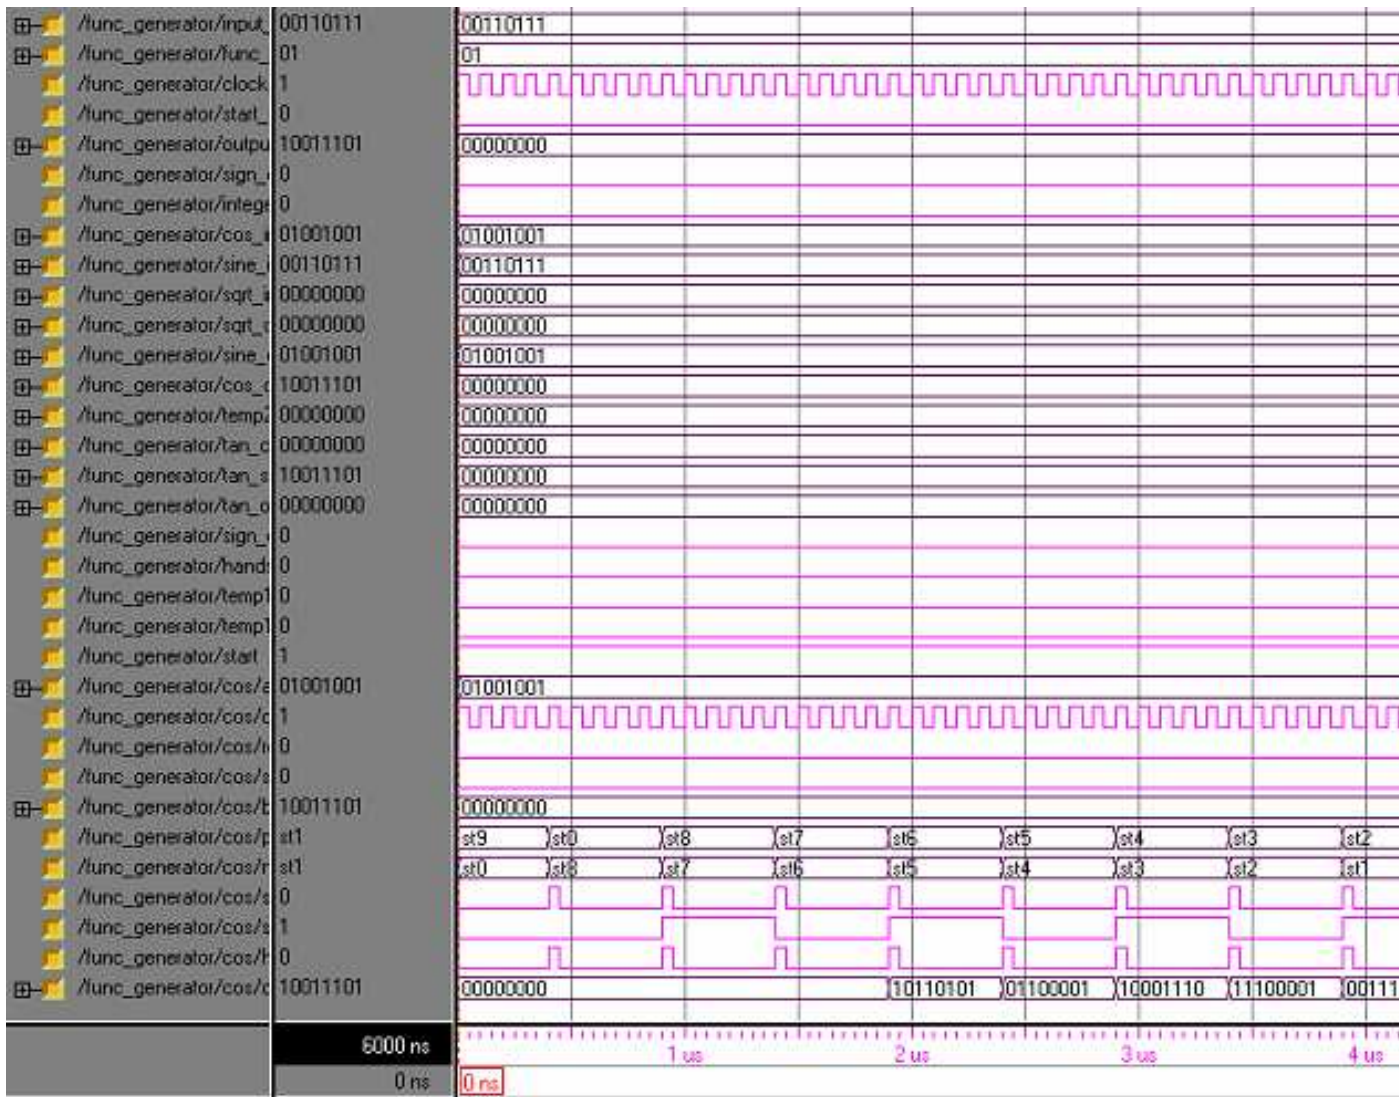 /func_generator/input_ 00110111 00110111
/func_generator/func_ 01 01
/func_generator/clock 1
/func_generator/start_ 0
/func_generator/outpu 10011101 00000000
/func_generator/sign_ 0
/func_generator/intege 0
/func_generator/cos_i 01001001 01001001
/func_generator/sine_i 00110111 00110111
/func_generator/sqrt_i 00000000 00000000
/func_generator/sqrt_ 00000000 00000000
/func_generator/sine_ 01001001 01001001
/func_generator/cos_ 10011101 00000000
/func_generator/temp2 00000000 00000000
/func_generator/tan_c 00000000 00000000
/func_generator/tan_s 10011101 00000000
/func_generator/tan_o 00000000 00000000
/func_generator/sign_ 0
/func_generator/hand 0
/func_generator/temp1 0
/func_generator/temp1 0
/func_generator/start 1
/func_generator/cos/a 01001001 01001001
/func_generator/cos/c 1
/func_generator/cos/r 0
/func_generator/cos/s 0
/func_generator/cos/b 10011101 00000000
/func_generator/cos/p st1 st9 st0 st8 st7 st6 st5 st4 st3 st2
/func_generator/cos/n st1 st0 st8 st7 st6 st5 st4 st3 st2 st1
/func_generator/cos/s 0
/func_generator/cos/s 1
/func_generator/cos/h 0
/func_generator/cos/c 10011101 00000000 10110101 01100001 10001110 11100001 00111
6000 ns 1 us 2 us 3 us 4 us
0 ns 0 ns